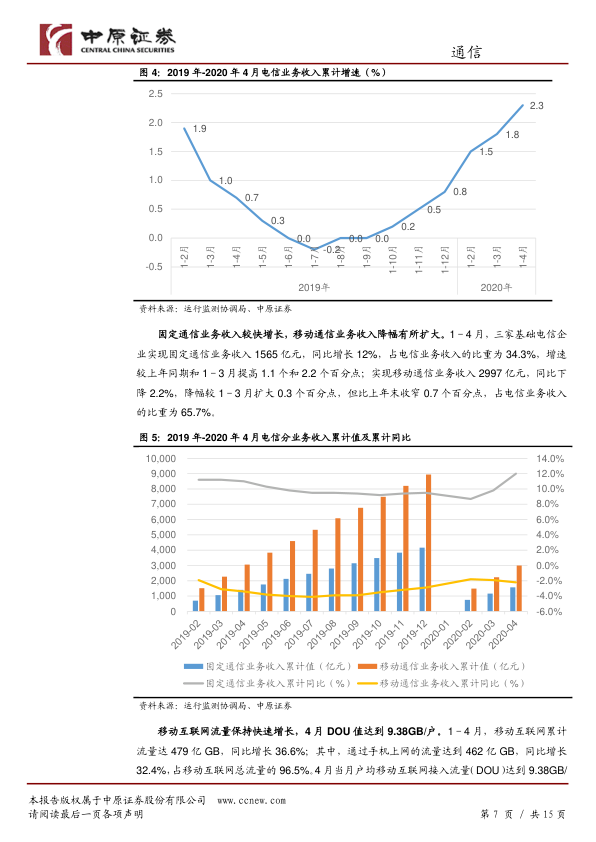 中原证券
CENTRAL CHINA SECURITIES
通信
图 4：2019 年-2020 年 4 月电信业务收入累计增速（%）
2.5
2.0
1.5
1.0
0.5
0.0
-0.5
1.9
1.0
0.7
0.3
0.0
-0.2
0.0
0.0
0.2
0.5
0.8
1.5
1.8
2.3
1-2月
1-3月
1-4月
1-5月
1-6月
1-7月
1-8月
1-9月
1-10月
1-11月
1-12月
1-2月
1-3月
1-4月
2019年
2020年
资料来源：运行监测协调局、中原证券
固定通信业务收入较快增长，移动通信业务收入降幅有所扩大。1－4 月，三家基础电信企
业实现固定通信业务收入 1565 亿元，同比增长 12%，占电信业务收入的比重为 34.3%，增速
较上年同期和 1－3 月提高 1.1 个和 2.2 个百分点；实现移动通信业务收入 2997 亿元，同比下
降 2.2%，降幅较 1－3 月扩大 0.3 个百分点，但比上年末收窄 0.7 个百分点，占电信业务收入
的比重为 65.7%。
图 5：2019 年-2020 年 4 月电信分业务收入累计值及累计同比
10,000
9,000
8,000
7,000
6,000
5,000
4,000
3,000
2,000
1,000
0
14.0%
12.0%
10.0%
8.0%
6.0%
4.0%
2.0%
0.0%
-2.0%
-4.0%
-6.0%
2019-02
2019-03
2019-04
2019-05
2019-06
2019-07
2019-08
2019-09
2019-10
2019-11
2019-12
2020-01
2020-02
2020-03
2020-04
固定通信业务收入累计值（亿元）
移动通信业务收入累计值（亿元）
固定通信业务收入累计同比（%）
移动通信业务收入累计同比（%）
资料来源：运行监测协调局、中原证券
移动互联网流量保持快速增长，4 月 DOU 值达到 9.38GB/户。1－4 月，移动互联网累计
流量达 479 亿 GB，同比增长 36.6%；其中，通过手机上网的流量达到 462 亿 GB，同比增长
32.4%，占移动互联网总流量的 96.5%。4 月当月户均移动互联网接入流量（DOU）达到 9.38GB/
本报告版权属于中原证券股份有限公司 www.ccnew.com
请阅读最后一页各项声明
第 7 页 / 共 15 页